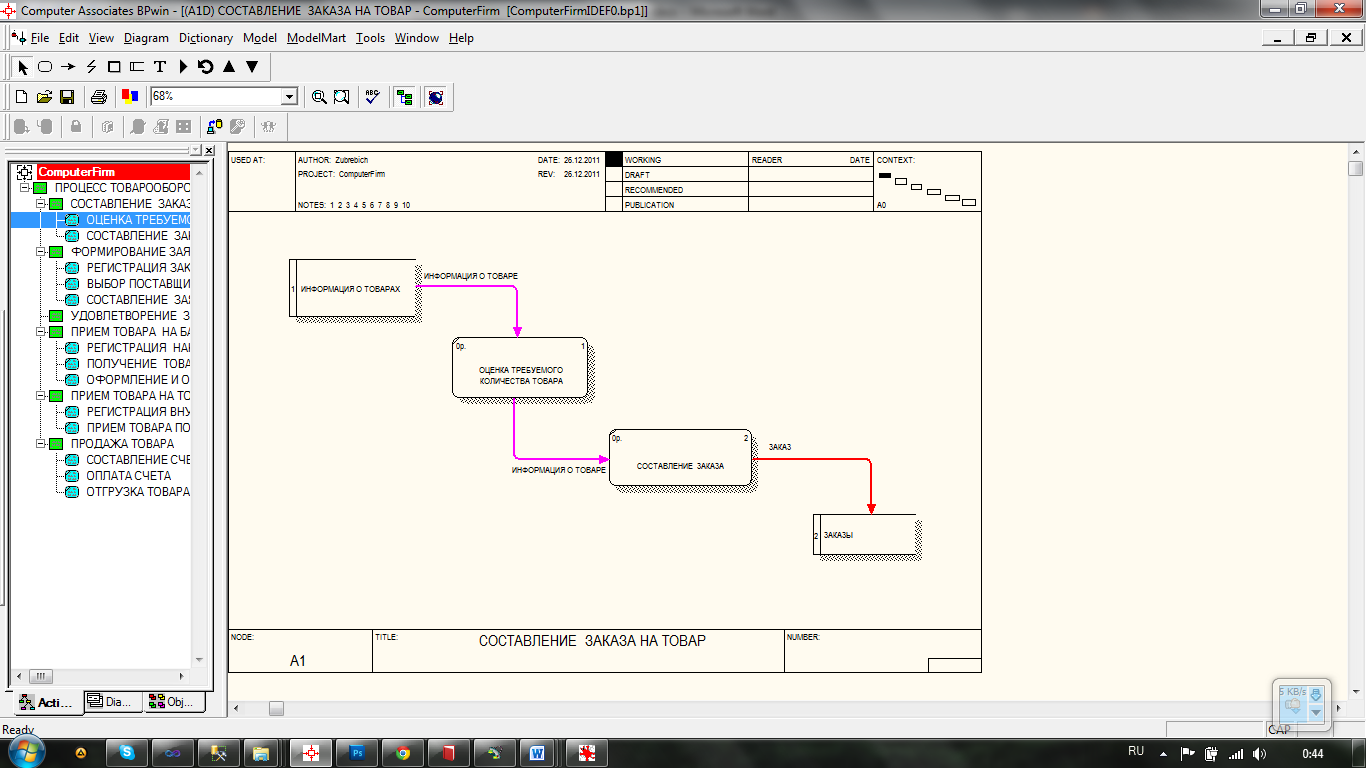 Computer Associates BPwin - [(A1D) СОСТАВЛЕНИЕ ЗАКАЗА НА ТОВАР - ComputerFirm [ComputerFirmIDEF0.bp1]]
File Edit View Diagram Dictionary Model ModelMart Tools Window Help
T
68%
ABC
ComputerFirm
ПРОЦЕСС ТОВАРООБОРО
СОСТАВЛЕНИЕ ЗАКАЗ
ОЦЕНКА ТРЕБУЕМО
СОСТАВЛЕНИЕ ЗАК
ФОРМИРОВАНИЕ ЗАЯ
РЕГИСТРАЦИЯ ЗАК
ВЫБОР ПОСТАВЩИ
СОСТАВЛЕНИЕ ЗАЯ
УДОВЛЕТВОРЕНИЕ З
ПРИЕМ ТОВАРА НА БА
РЕГИСТРАЦИЯ НАК
ПОЛУЧЕНИЕ ТОВА
ОФОРМЛЕНИЕ И О
ПРИЕМ ТОВАРА НА ТО
РЕГИСТРАЦИЯ ВНУ
ПРИЕМ ТОВАРА ПО
ПРОДАЖА ТОВАРА
СОСТАВЛЕНИЕ СЧЕ
ОПЛАТА СЧЕТА
ОТГРУЗКА ТОВАРА
Acti... Dia... Obj...
USED AT:
AUTHOR: Zubrebich DATE: 26.12.2011
PROJECT: ComputerFirm REV: 26.12.2011
NOTES: 1 2 3 4 5 6 7 8 9 10
WORKING
DRAFT
RECOMMENDED
PUBLICATION
READER DATE
CONTEXT:
A0
1 ИНФОРМАЦИЯ О ТОВАРАХ
ИНФОРМАЦИЯ О ТОВАРЕ
0р. 1
ОЦЕНКА ТРЕБУЕМОГО
КОЛИЧЕСТВА ТОВАРА
ИНФОРМАЦИЯ О ТОВАРЕ
0р. 2
СОСТАВЛЕНИЕ ЗАКАЗА
ЗАКАЗ
2 ЗАКАЗЫ
NODE:
A1
TITLE:
СОСТАВЛЕНИЕ ЗАКАЗА НА ТОВАР
NUMBER:
5 KB/s
Ready
CAP
RU
0:44